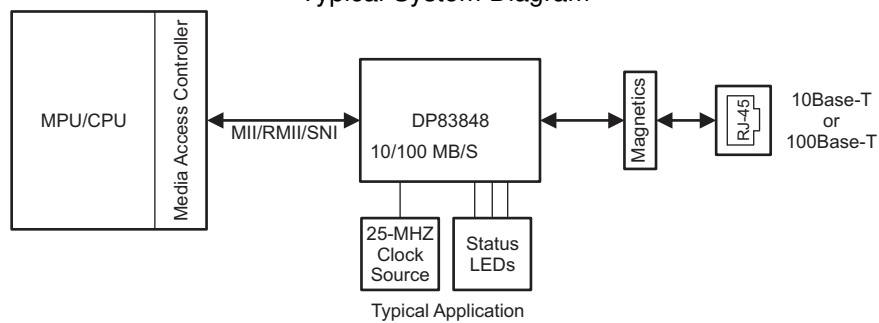 Typical System Diagram
MPU/CPU
Media Access Controller
MII/RMII/SNI
DP83848
10/100 MB/S
Magnetics
RJ-45
10Base-T
or
100Base-T
25-MHZ
Clock
Source
Status
LEDs
Typical Application